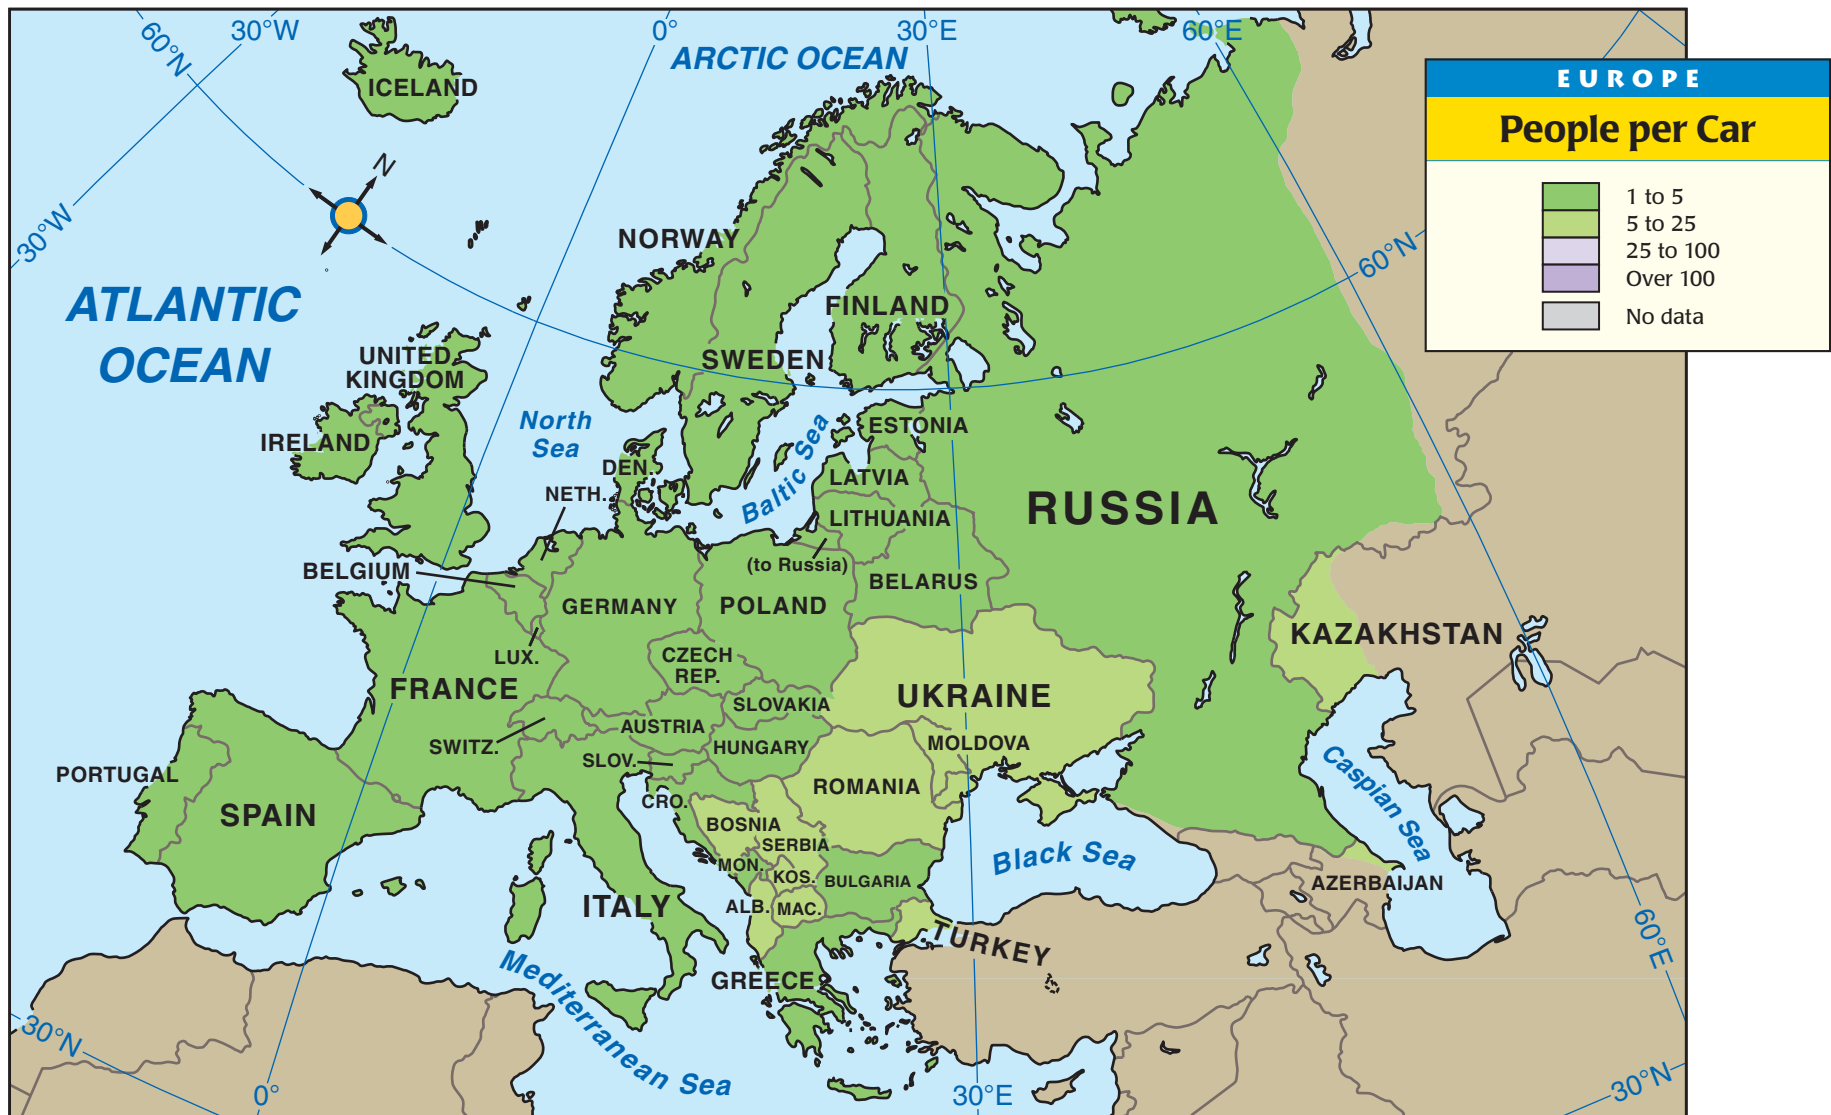 60°N
30°W
0°
30°E
60°E
ARCTIC OCEAN
ICELAND
EUROPE
People per Car
1 to 5
5 to 25
25 to 100
Over 100
No data
N
30°W
NORWAY
60°N
ATLANTIC
OCEAN
FINLAND
UNITED
KINGDOM
SWEDEN
North
Sea
IRELAND
ESTONIA
Baltic Sea
DEN.
LATVIA
NETH.
RUSSIA
LITHUANIA
(to Russia)
BELGIUM
BELARUS
GERMANY
POLAND
KAZAKHSTAN
LUX.
CZECH
REP.
FRANCE
UKRAINE
SLOVAKIA
AUSTRIA
SWITZ.
HUNGARY
MOLDOVA
SLOV.
PORTUGAL
ROMANIA
CRO.
SPAIN
BOSNIA
SERBIA
Caspian Sea
Black Sea
MON.
KOS.
BULGARIA
AZERBAIJAN
ITALY
ALB.
MAC.
TURKEY
60°E
GREECE
Mediterranean Sea
30°N
0°
30°E
30°N